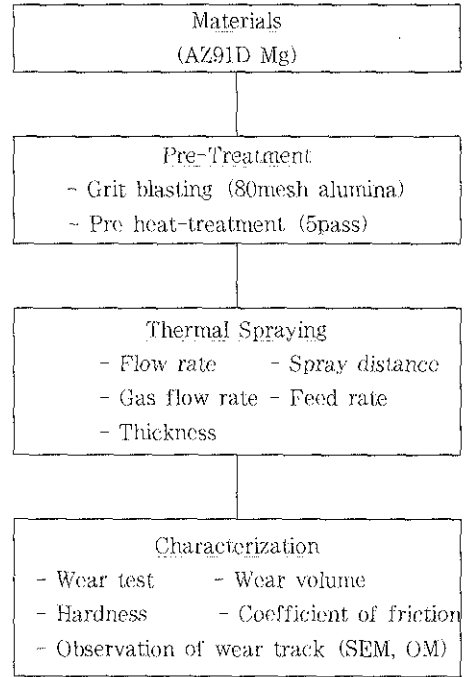 Materials
(AZ91D Mg)
Pre-Treatment
- Grit blasting (80mesh alumina)
- Pre heat-treatment (5pass)
Thermal Spraying
- Flow rate - Spray distance
- Gas flow rate - Feed rate
- Thickness
Characterization
- Wear test - Wear volume
- Hardness - Coefficient of friction
- Observation of wear track (SEM, OM)